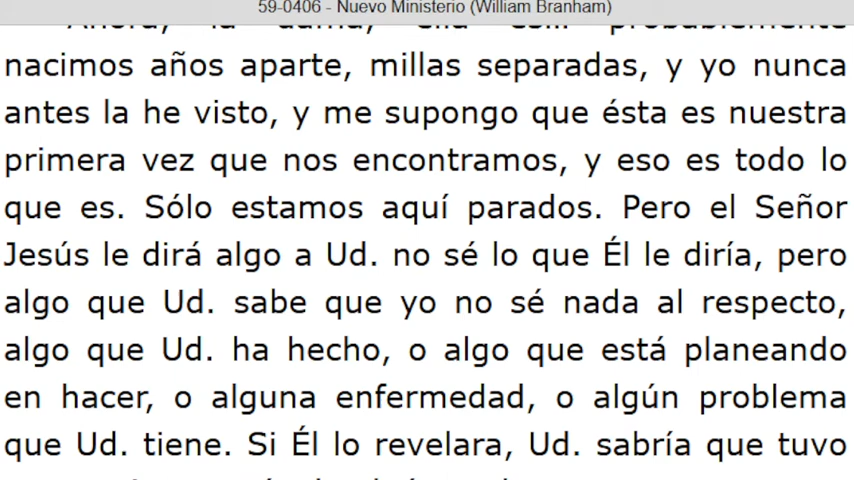 59-0406 - Nuevo Ministerio (William Branham)
nacimos años aparte, millas separadas, y yo nunca
antes la he visto, y me supongo que ésta es nuestra
primera vez que nos encontramos, y eso es todo lo
que es. Sólo estamos aquí parados. Pero el Señor
Jesús le dirá algo a Ud. no sé lo que Él le diría, pero
algo que Ud. sabe que yo no sé nada al respecto,
algo que Ud. ha hecho, o algo que está planeando
en hacer, o alguna enfermedad, o algún problema
que Ud. tiene. Si Él lo revelara, Ud. sabría que tuvo